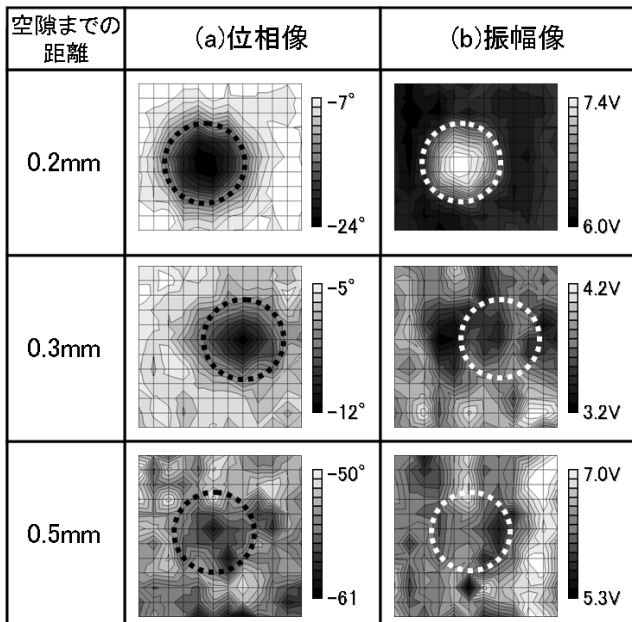 空隙までの
距離
(a)位相像
(b)振幅像
0.2mm
-7°
-24°
7.4V
6.0V
0.3mm
-5°
-12°
4.2V
3.2V
0.5mm
-50°
-61
7.0V
5.3V